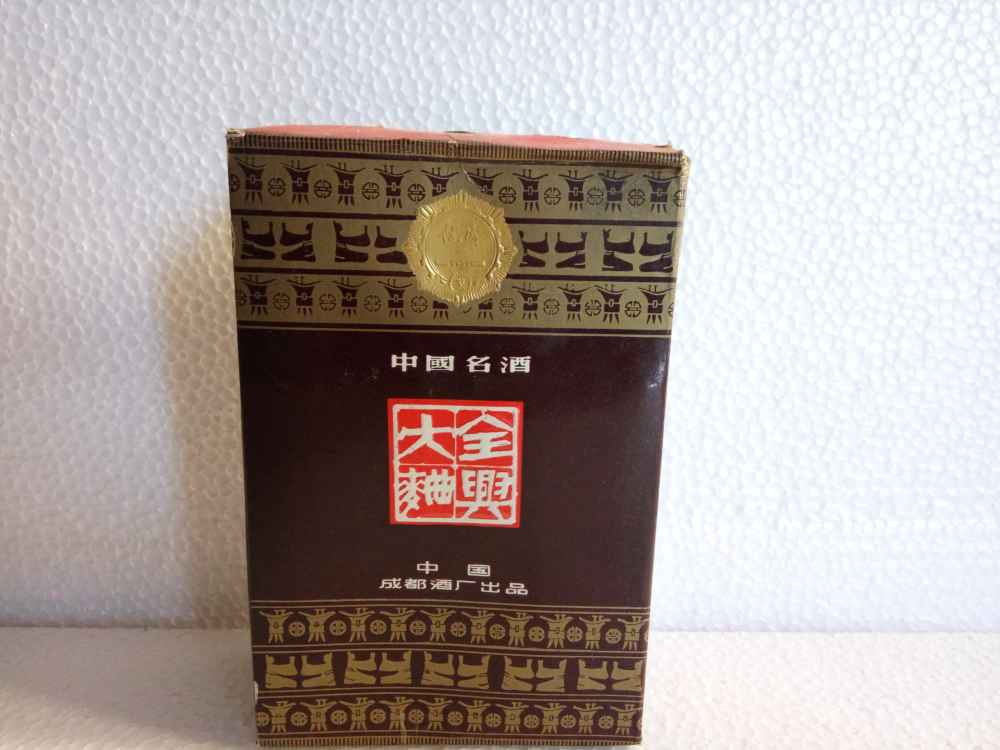 中國名酒
全興
大麯
中国
成都酒厂出品